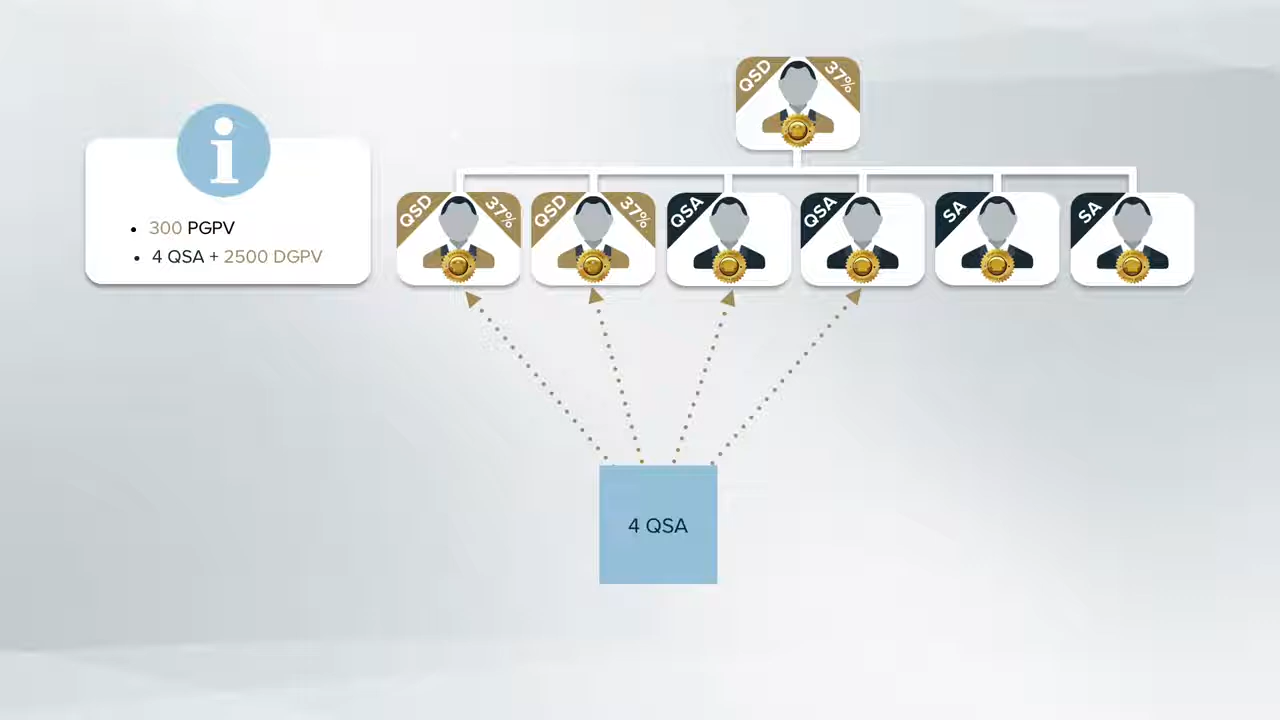 QSD 37%
• 300 PGPV
• 4 QSA + 2500 DGPV
QSD 37%
QSD 37%
QSA
QSA
SA
SA
4 QSA